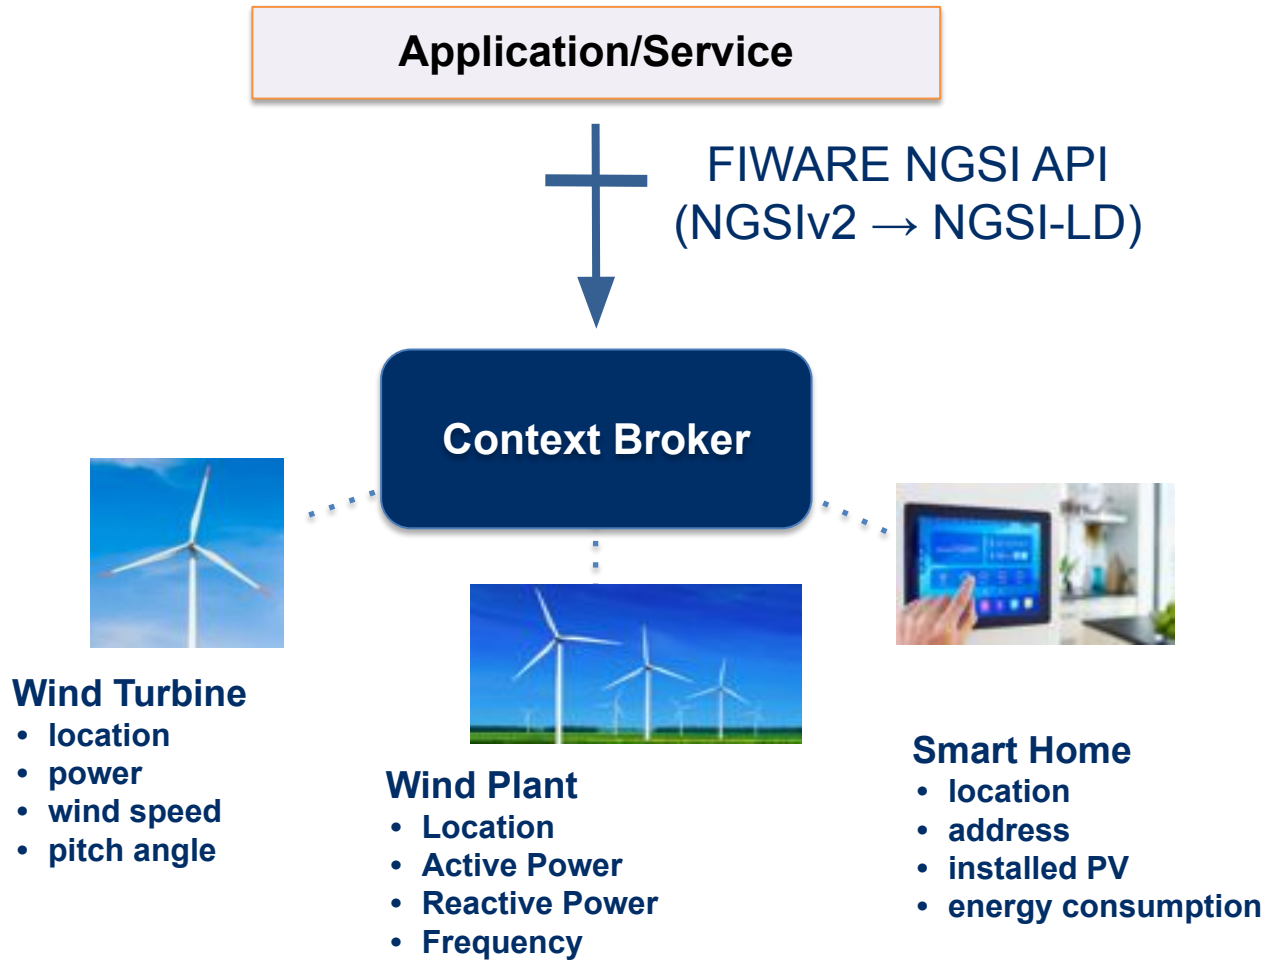 Application/Service
FIWARE NGSI API
(NGSIv2 → NGSI-LD)
Context Broker
Wind Turbine
• location
• power
• wind speed
• pitch angle
Wind Plant
• Location
• Active Power
• Reactive Power
• Frequency
Smart Home
• location
• address
• installed PV
• energy consumption